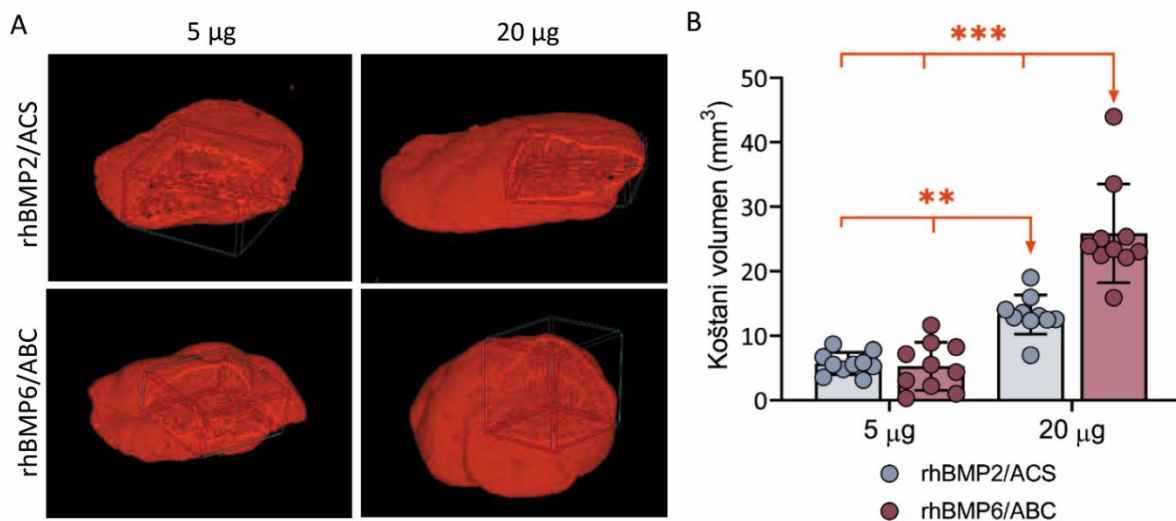 A
5 µg
20 µg
rhBMP2/ACS
rhBMP6/ABC
B
***
**
Koštani volumen (mm³)
50
40
30
20
10
0
5 µg
20 µg
rhBMP2/ACS
rhBMP6/ABC